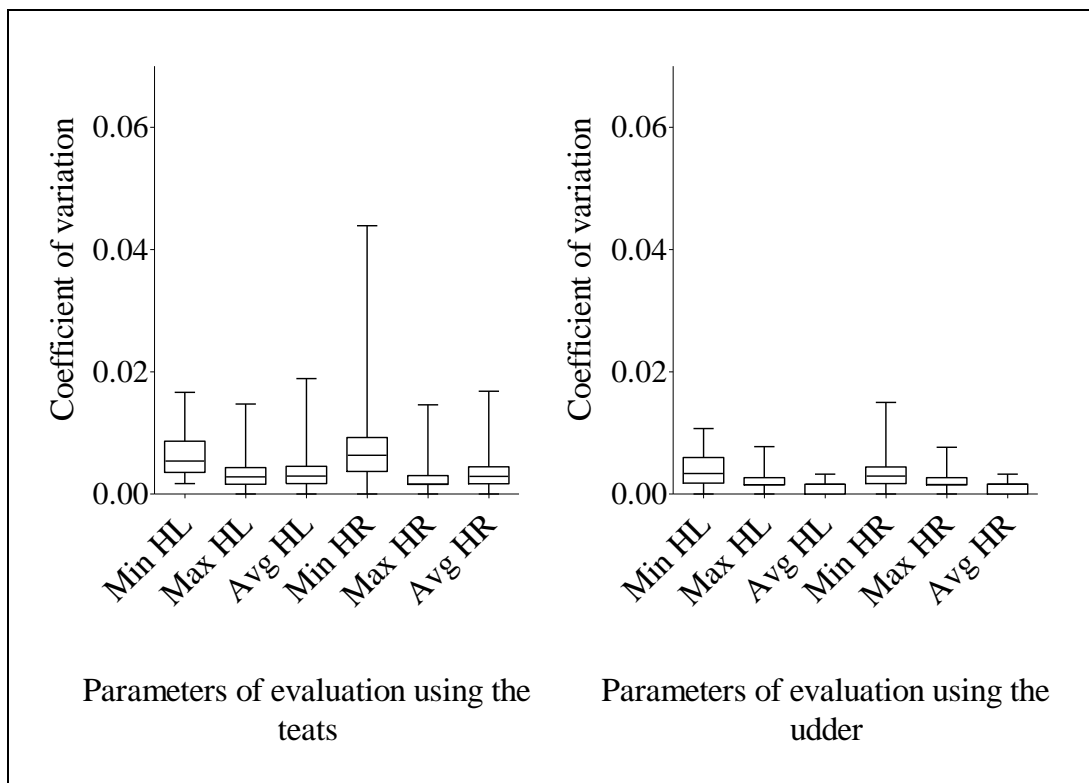 Coefficient of variation
0.06
0.04
0.02
0.00
Min HL
Max HL
Avg HL
Min HR
Max HR
Avg HR
Parameters of evaluation using the
teats
Coefficient of variation
0.06
0.04
0.02
0.00
Min HL
Max HL
Avg HL
Min HR
Max HR
Avg HR
Parameters of evaluation using the
udder